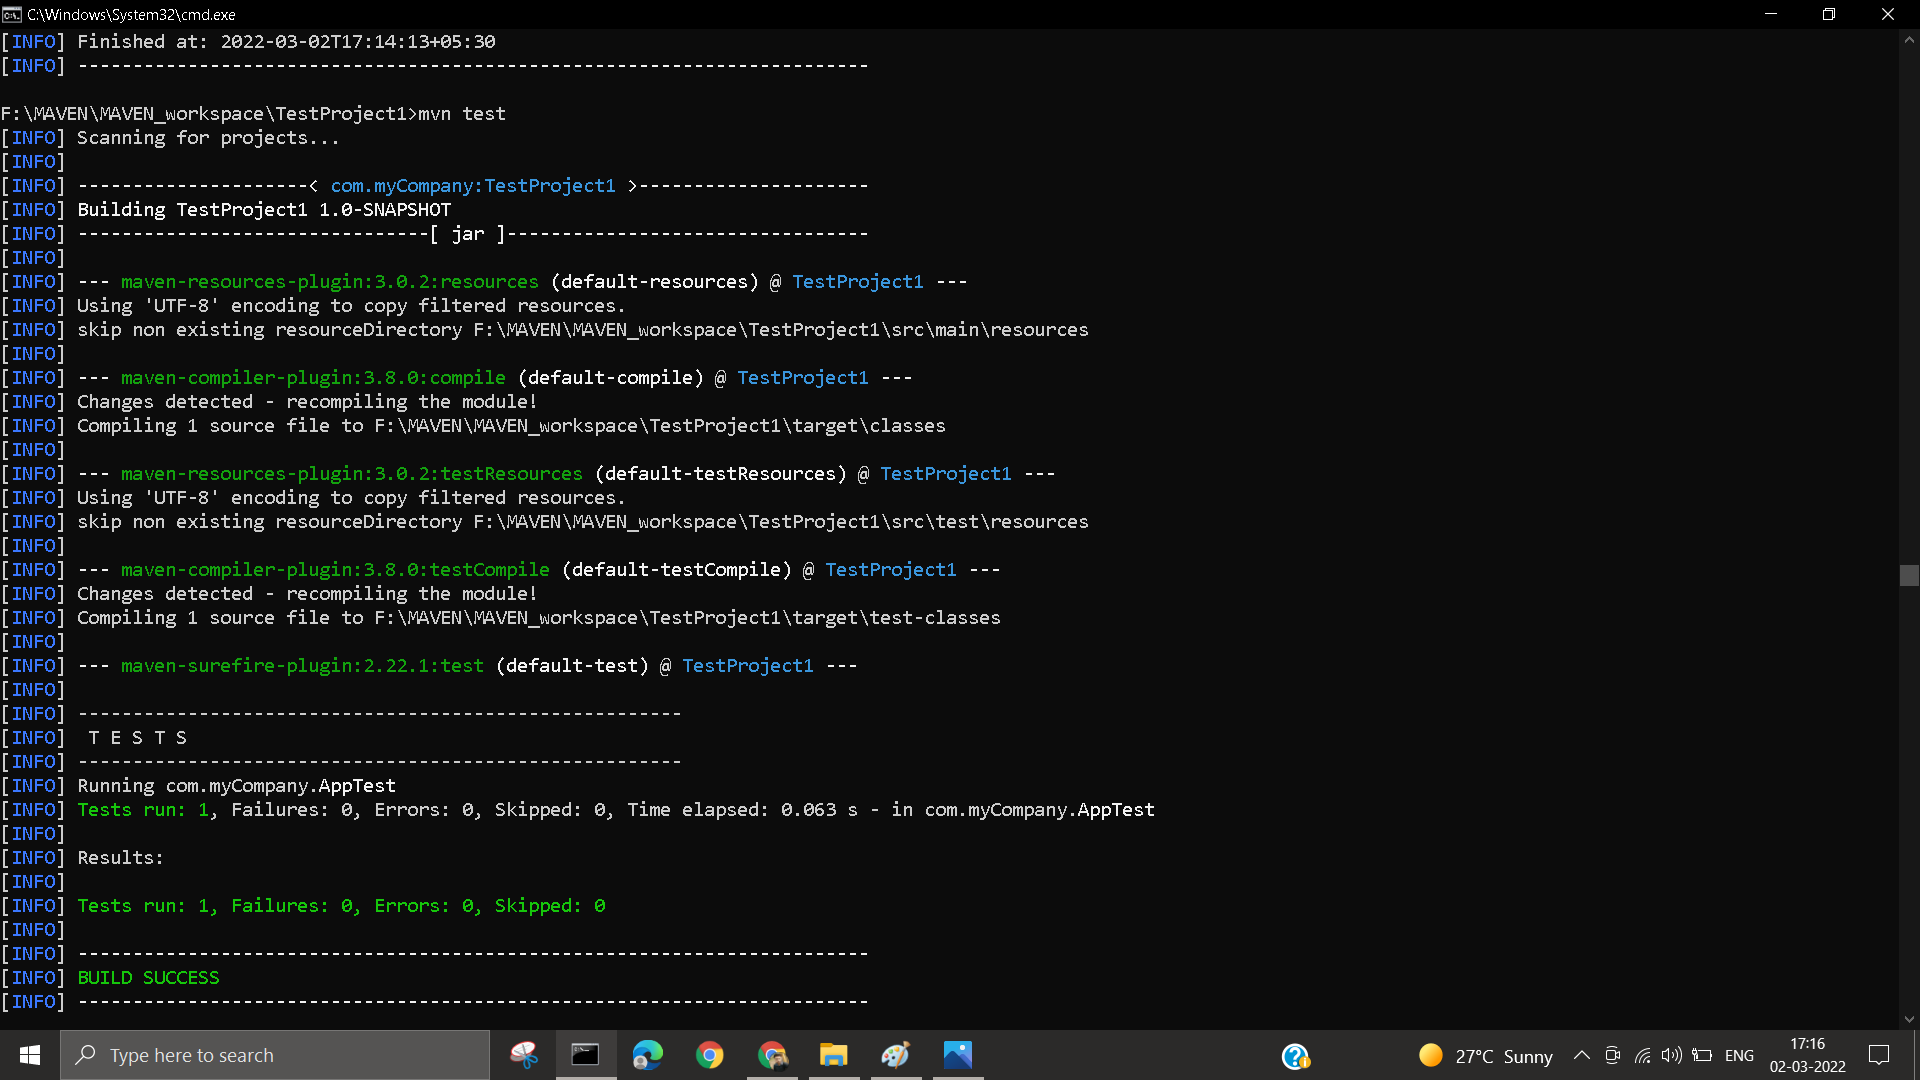 C:\Windows\System32\cmd.exe
[INFO] Finished at: 2022-03-02T17:14:13+05:30
[INFO] ------------------------------------------------------------------------
F:\MAVEN\MAVEN_workspace\TestProject1>mvn test
[INFO] Scanning for projects...
[INFO]
[INFO] ---------------------< com.myCompany:TestProject1 >---------------------
[INFO] Building TestProject1 1.0-SNAPSHOT
[INFO] --------------------------------[ jar ]---------------------------------
[INFO]
[INFO] --- maven-resources-plugin:3.0.2:resources (default-resources) @ TestProject1 ---
[INFO] Using 'UTF-8' encoding to copy filtered resources.
[INFO] skip non existing resourceDirectory F:\MAVEN\MAVEN_workspace\TestProject1\src\main\resources
[INFO]
[INFO] --- maven-compiler-plugin:3.8.0:compile (default-compile) @ TestProject1 ---
[INFO] Changes detected - recompiling the module!
[INFO] Compiling 1 source file to F:\MAVEN\MAVEN_workspace\TestProject1\target\classes
[INFO]
[INFO] --- maven-resources-plugin:3.0.2:testResources (default-testResources) @ TestProject1 ---
[INFO] Using 'UTF-8' encoding to copy filtered resources.
[INFO] skip non existing resourceDirectory F:\MAVEN\MAVEN_workspace\TestProject1\src\test\resources
[INFO]
[INFO] --- maven-compiler-plugin:3.8.0:testCompile (default-testCompile) @ TestProject1 ---
[INFO] Changes detected - recompiling the module!
[INFO] Compiling 1 source file to F:\MAVEN\MAVEN_workspace\TestProject1\target\test-classes
[INFO]
[INFO] --- maven-surefire-plugin:2.22.1:test (default-test) @ TestProject1 ---
[INFO]
[INFO] -------------------------------------------------------
[INFO]  T E S T S
[INFO] -------------------------------------------------------
[INFO] Running com.myCompany.AppTest
[INFO] Tests run: 1, Failures: 0, Errors: 0, Skipped: 0, Time elapsed: 0.063 s - in com.myCompany.AppTest
[INFO]
[INFO] Results:
[INFO]
[INFO] Tests run: 1, Failures: 0, Errors: 0, Skipped: 0
[INFO]
[INFO] ------------------------------------------------------------------------
[INFO] BUILD SUCCESS
[INFO] ------------------------------------------------------------------------
Type here to search
27°C Sunny
ENG
17:16
02-03-2022